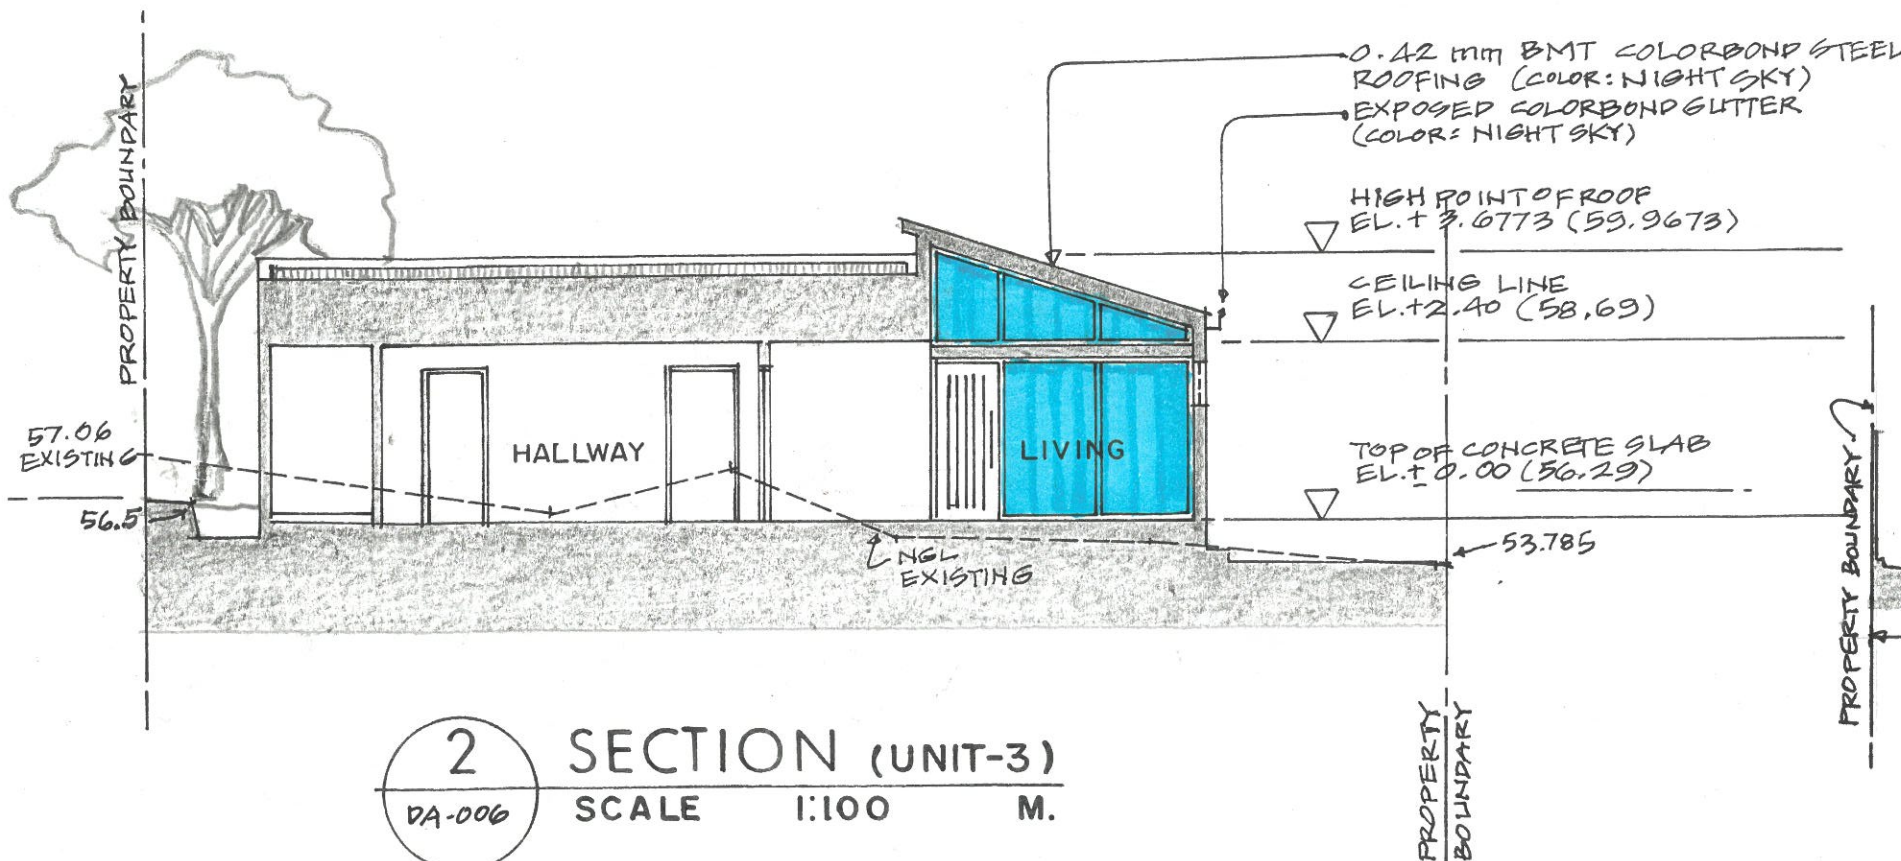 0.42 mm BMT COLORBOND STEEL
ROOFING (COLOR: NIGHT SKY)
EXPOSED COLORBOND GUTTER
(COLOR: NIGHT SKY)
HIGH POINT OF ROOF
EL.+ 3.6773 (59.9673)
CEILING LINE
EL.+2.40 (58.69)
TOP OF CONCRETE SLAB
EL.± 0.00 (56.29)
53.785
PROPERTY BOUNDARY
57.06
EXISTING
56.5
HALLWAY
LIVING
NGL
EXISTING
PROPERTY
BOUNDARY
PROPERTY BOUNDARY
2
DA-006
SECTION (UNIT-3)
SCALE 1:100 M.